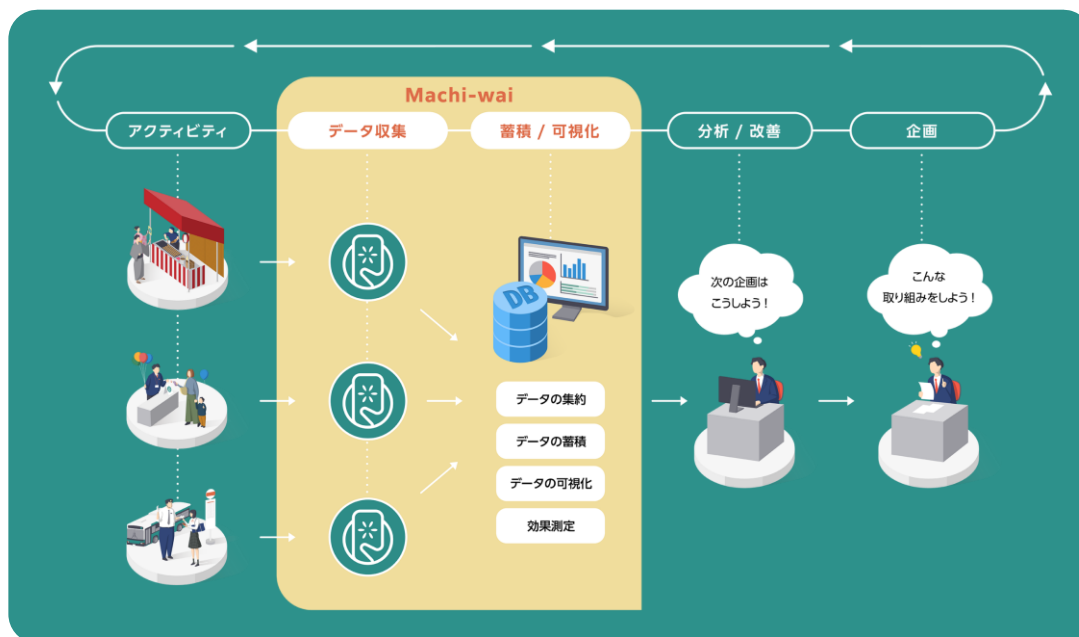 Machi-wai
アクティビティ
データ収集
蓄積 / 可視化
分析 / 改善
企画
DB
次の企画は
こうしよう！
こんな
取り組みをしよう！
データの集約
データの蓄積
データの可視化
効果測定